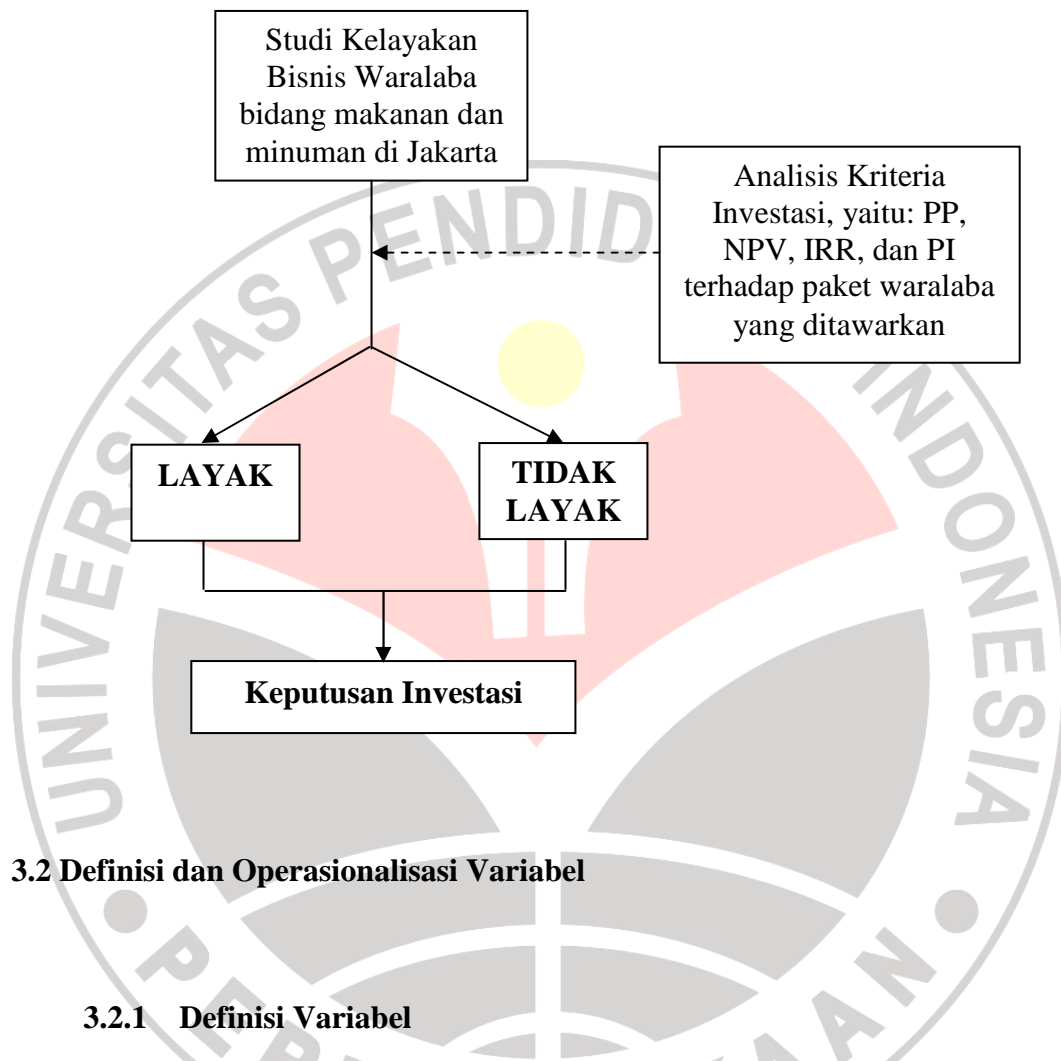 Studi Kelayakan
Bisnis Waralaba
bidang makanan dan
minuman di Jakarta
Analisis Kriteria
Investasi, yaitu: PP,
NPV, IRR, dan PI
terhadap paket waralaba
yang ditawarkan
LAYAK
TIDAK
LAYAK
Keputusan Investasi
3.2 Definisi dan Operasionalisasi Variabel
3.2.1 Definisi Variabel